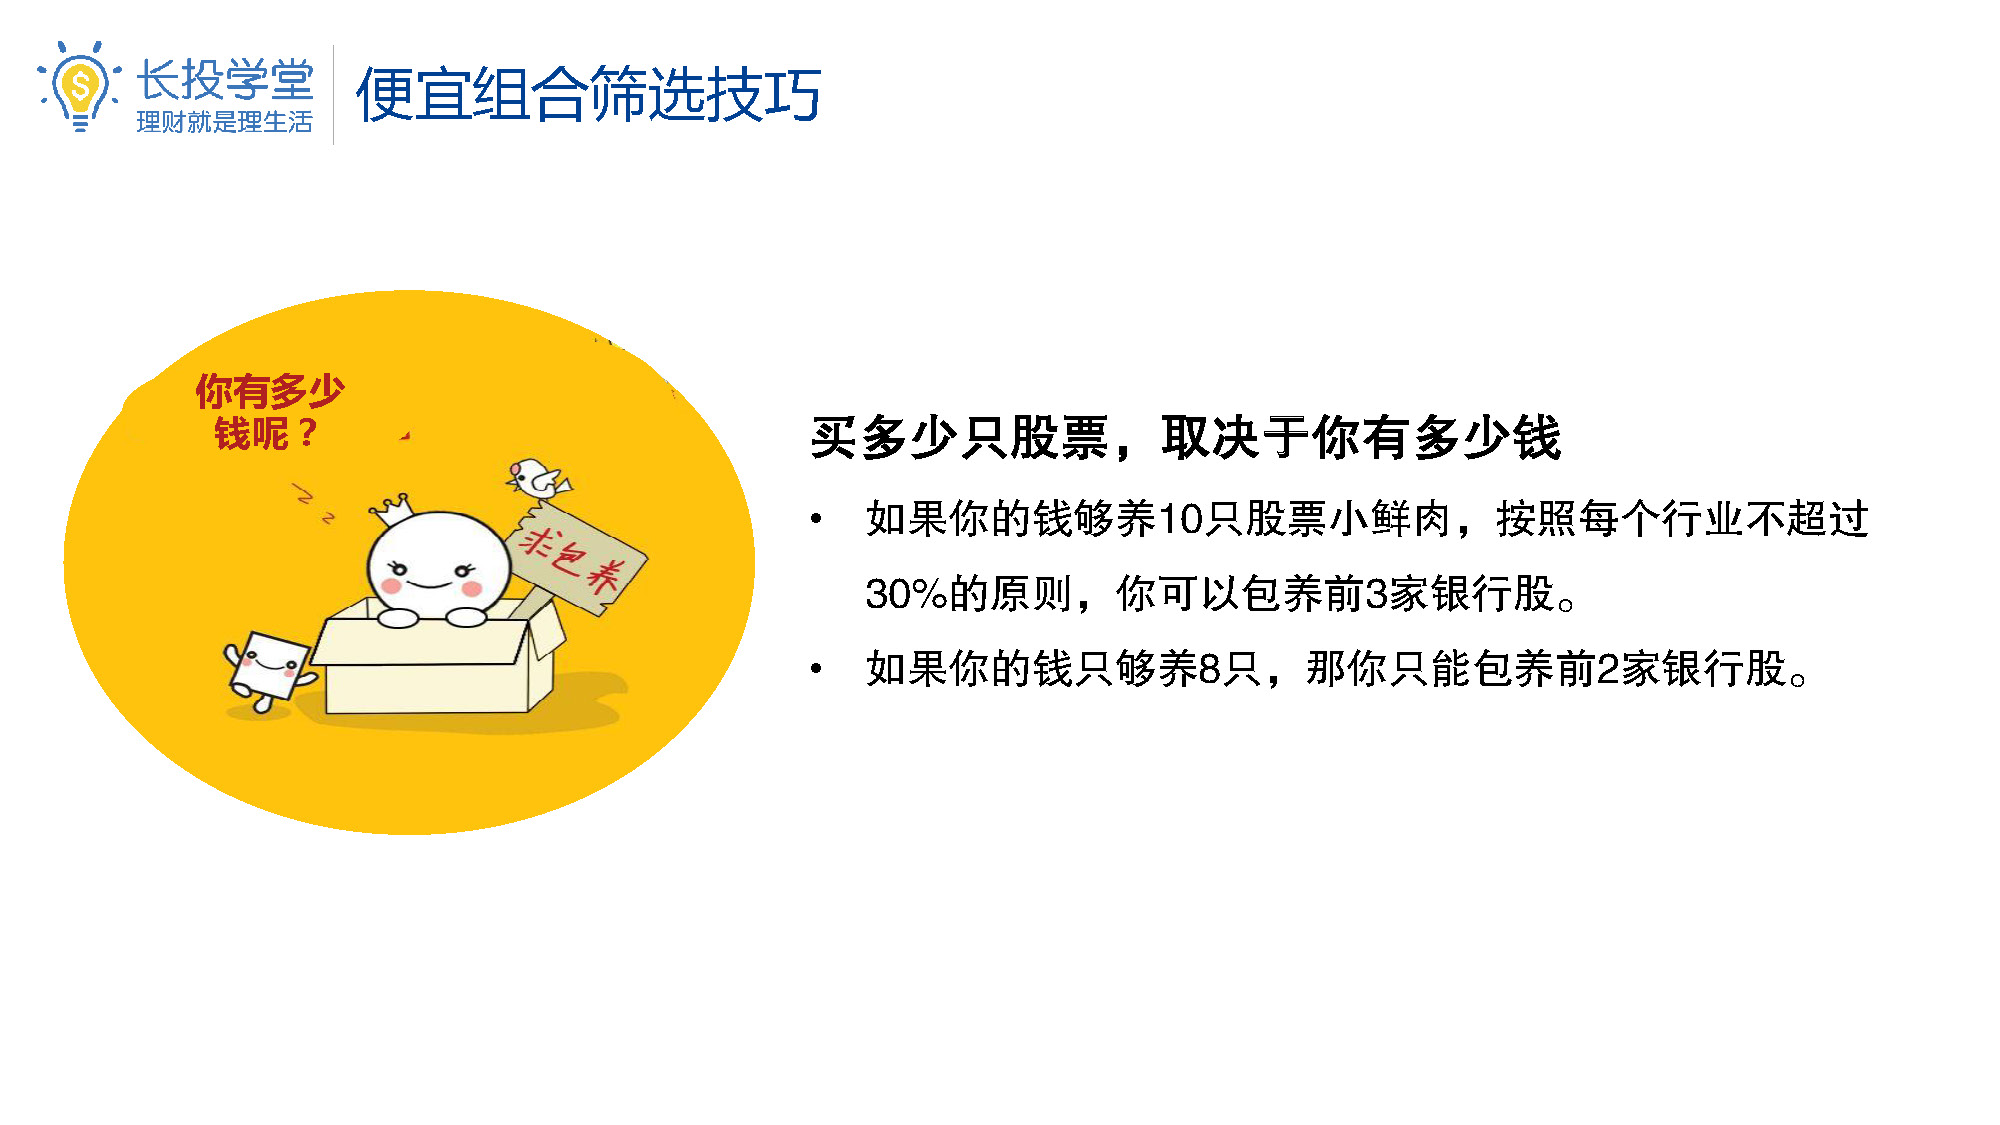 长投学堂
理财就是理生活
便宜组合筛选技巧
你有多少
钱呢？
求包养
买多少只股票，取决于你有多少钱
• 如果你的钱够养10只股票小鲜肉，按照每个行业不超过
30%的原则，你可以包养前3家银行股。
• 如果你的钱只够养8只，那你只能包养前2家银行股。